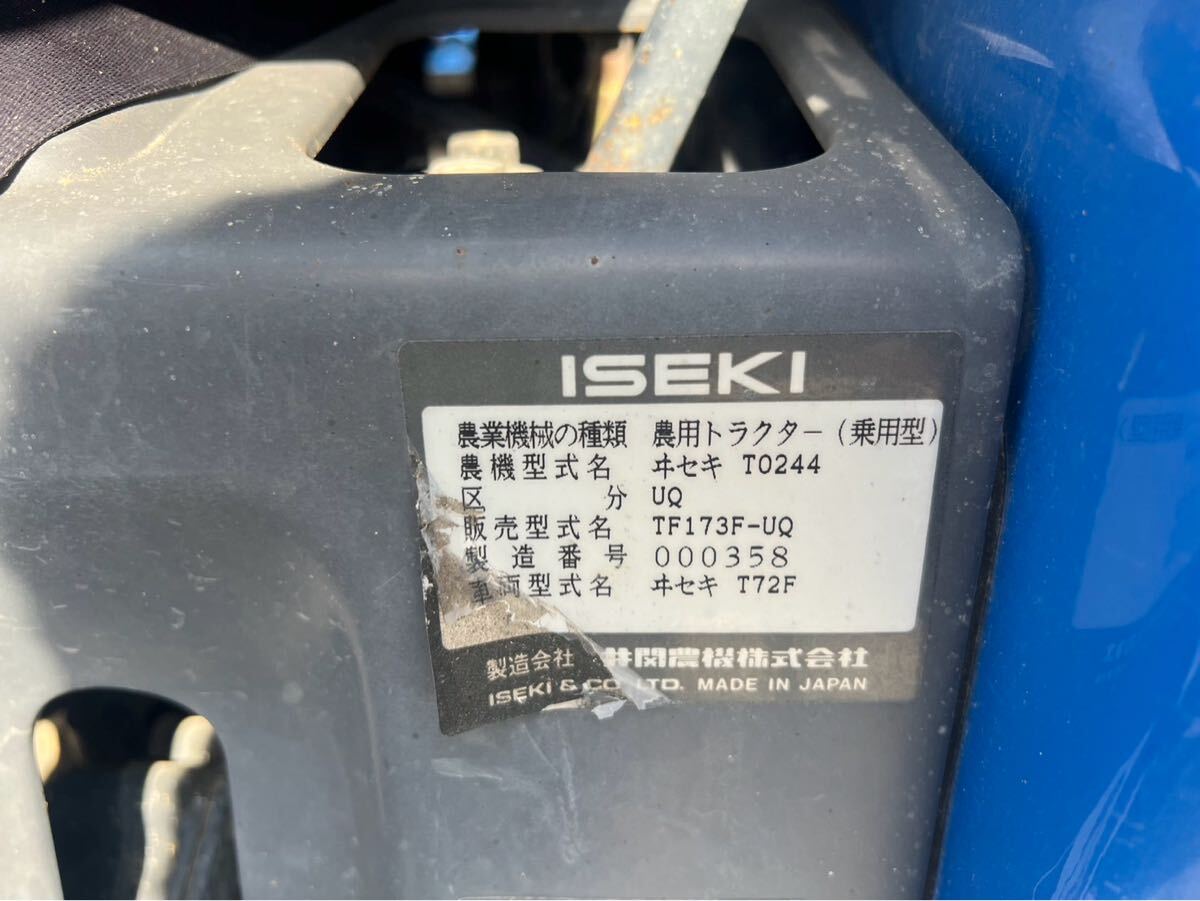 ISEKI
農業機械の種類 農用トラクター(乗用型)
農機型式名 ヰセキ T0244
区分 UQ
販売型式名 TF173F-UQ
製造番号 000358
車両型式名 ヰセキ T72F
製造会社 井関農機株式会社
ISEKI & CO. LTD. MADE IN JAPAN